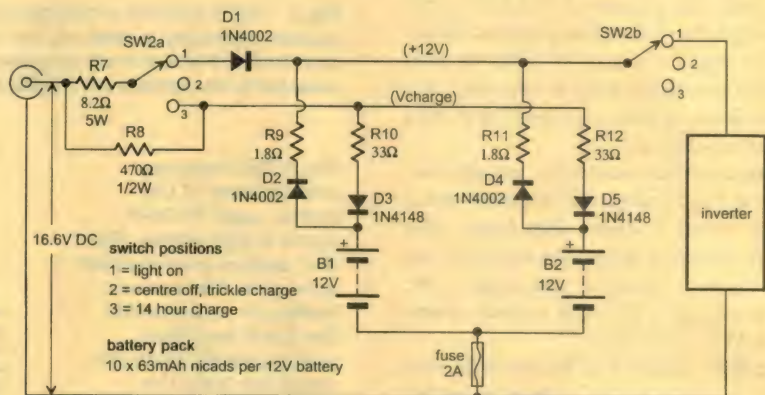 D1
1N4002
SW2a
SW2b
(+12V)
(Vcharge)
1
2
3
1
2
3
R7
8.2Ω
5W
R8
470Ω
1/2W
R9
1.8Ω
R10
33Ω
R11
1.8Ω
R12
33Ω
D2
1N4002
D3
1N4148
D4
1N4002
D5
1N4148
inverter
16.6V DC
switch positions
1 = light on
2 = centre off, trickle charge
3 = 14 hour charge
+
B1
12V
+
B2
12V
battery pack
10 x 63mAh nicads per 12V battery
fuse
2A